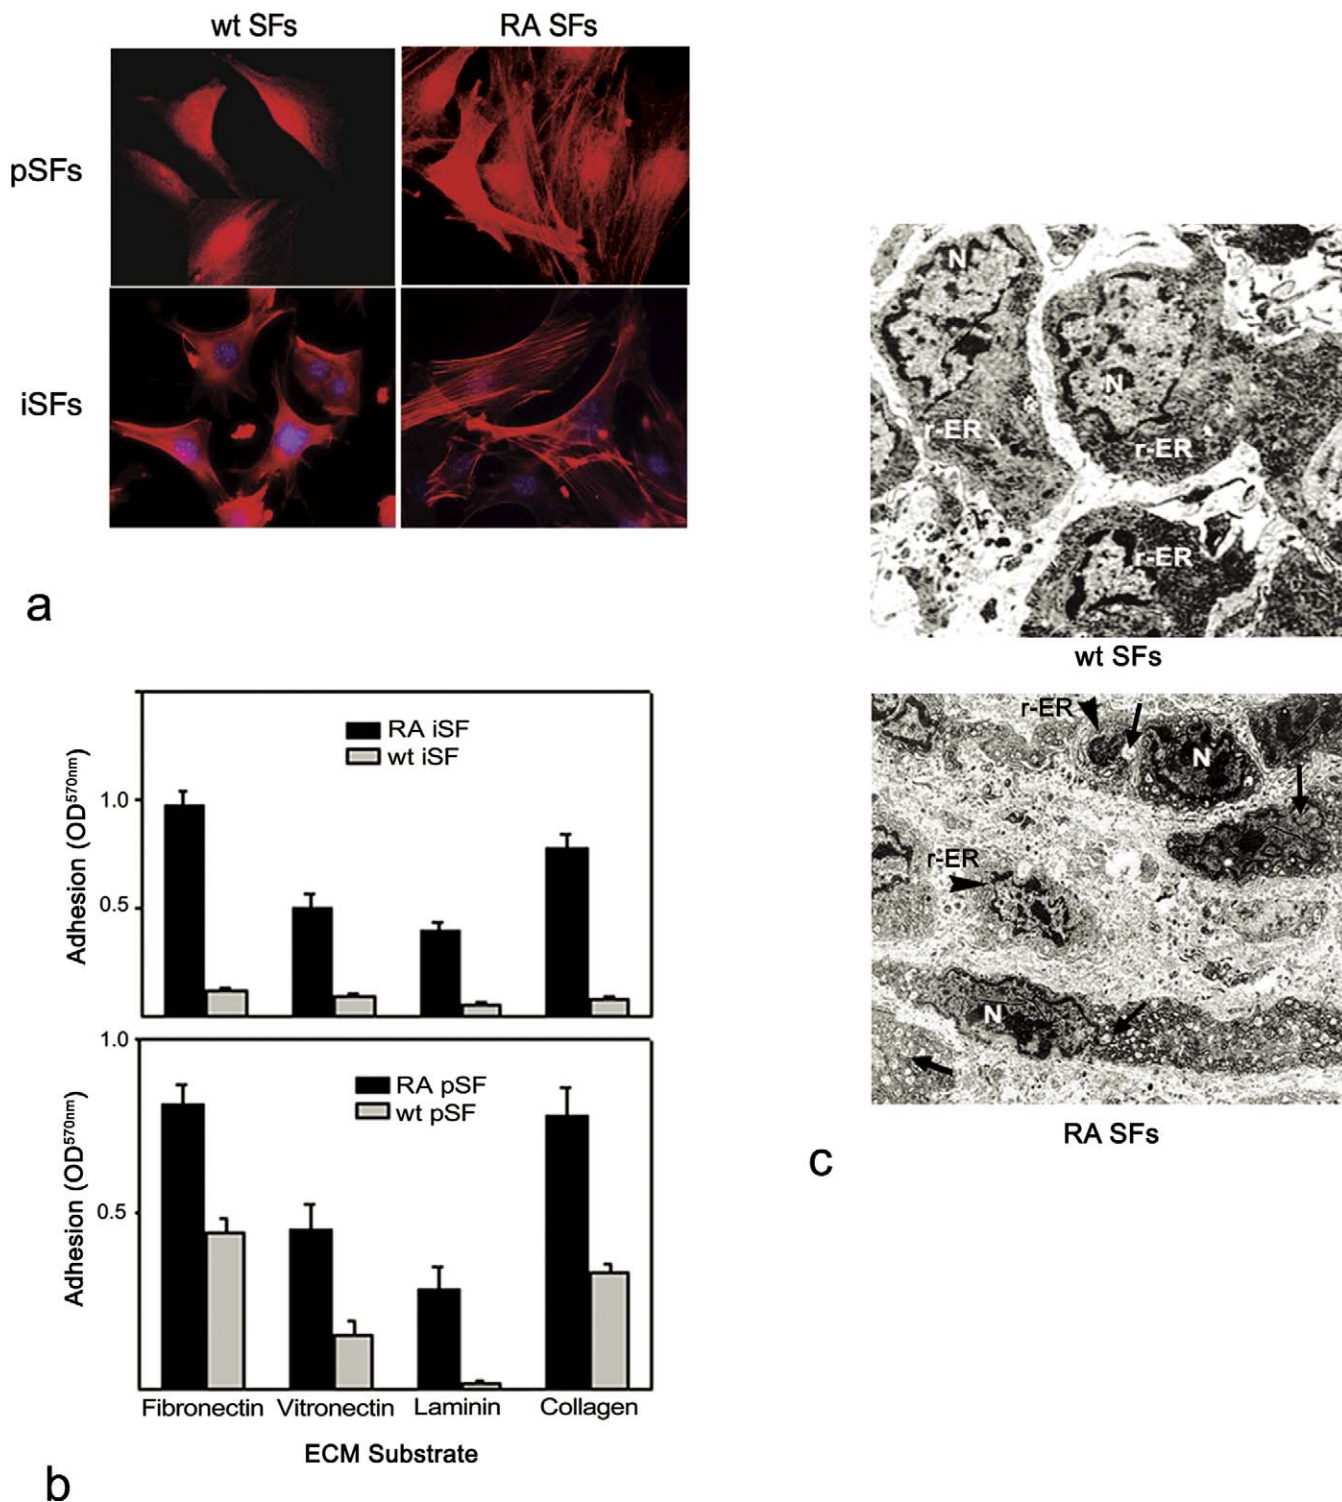 wt SFs
RA SFs
pSFs
iSFs
a
RA iSF
wt iSF
Adhesion (OD570nm)
1.0
0.5
RA pSF
wt pSF
Adhesion (OD570nm)
1.0
0.5
Fibronectin Vitronectin Laminin Collagen
ECM Substrate
b
N
N
r-ER
r-ER
r-ER
wt SFs
r-ER
N
r-ER
N
RA SFs
c